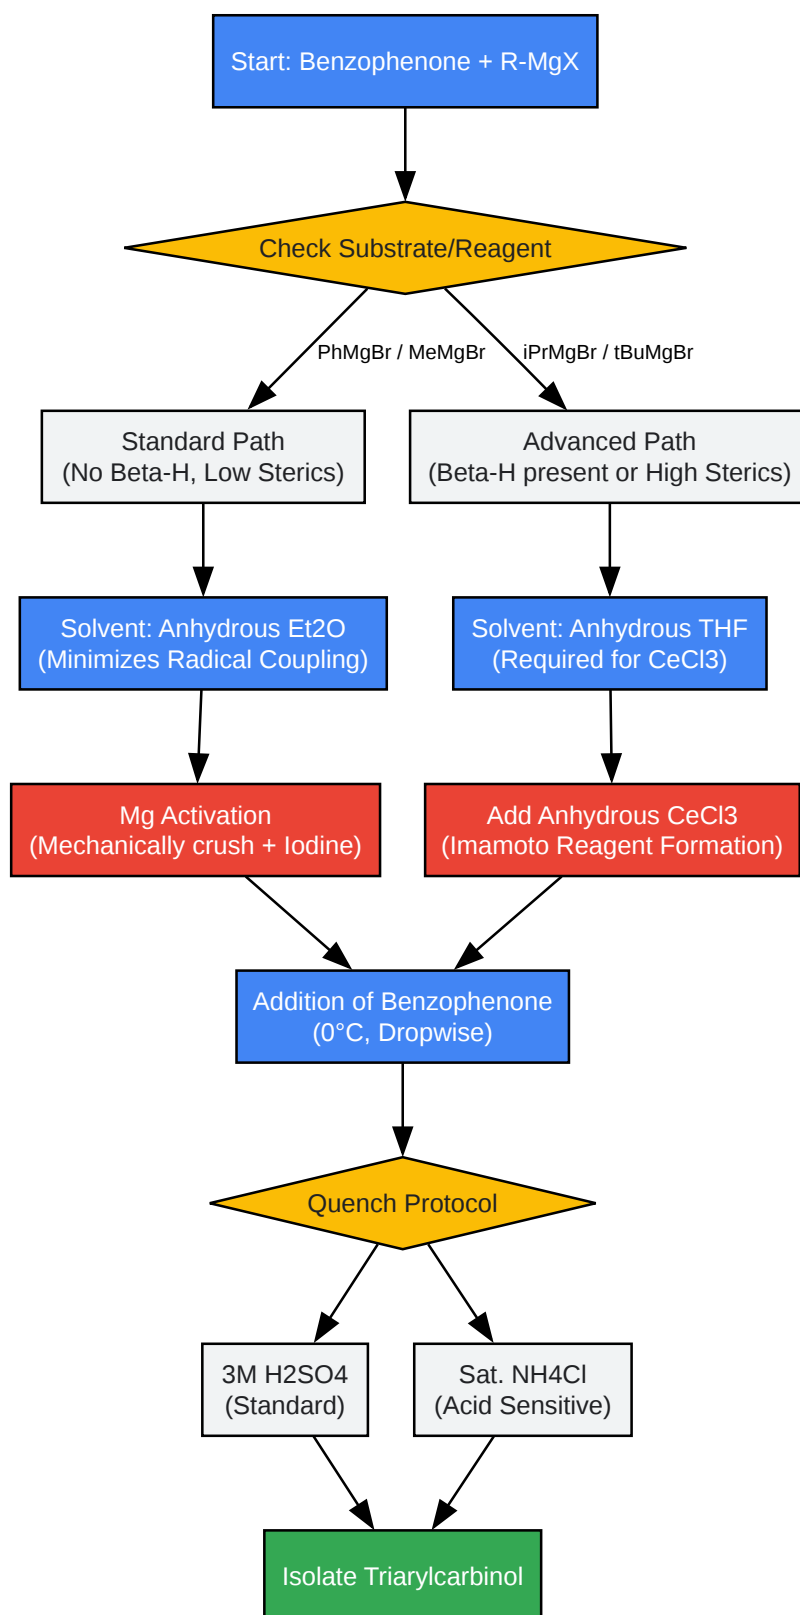 Start: Benzophenone + R-MgX
Check Substrate/Reagent
PhMgBr / MeMgBr
iPrMgBr / tBuMgBr
Standard Path
(No Beta-H, Low Sterics)
Advanced Path
(Beta-H present or High Sterics)
Solvent: Anhydrous Et2O
(Minimizes Radical Coupling)
Solvent: Anhydrous THF
(Required for CeCl3)
Mg Activation
(Mechanically crush + Iodine)
Add Anhydrous CeCl3
(Imamoto Reagent Formation)
Addition of Benzophenone
(0°C, Dropwise)
Quench Protocol
3M H2SO4
(Standard)
Sat. NH4Cl
(Acid Sensitive)
Isolate Triarylcarbinol